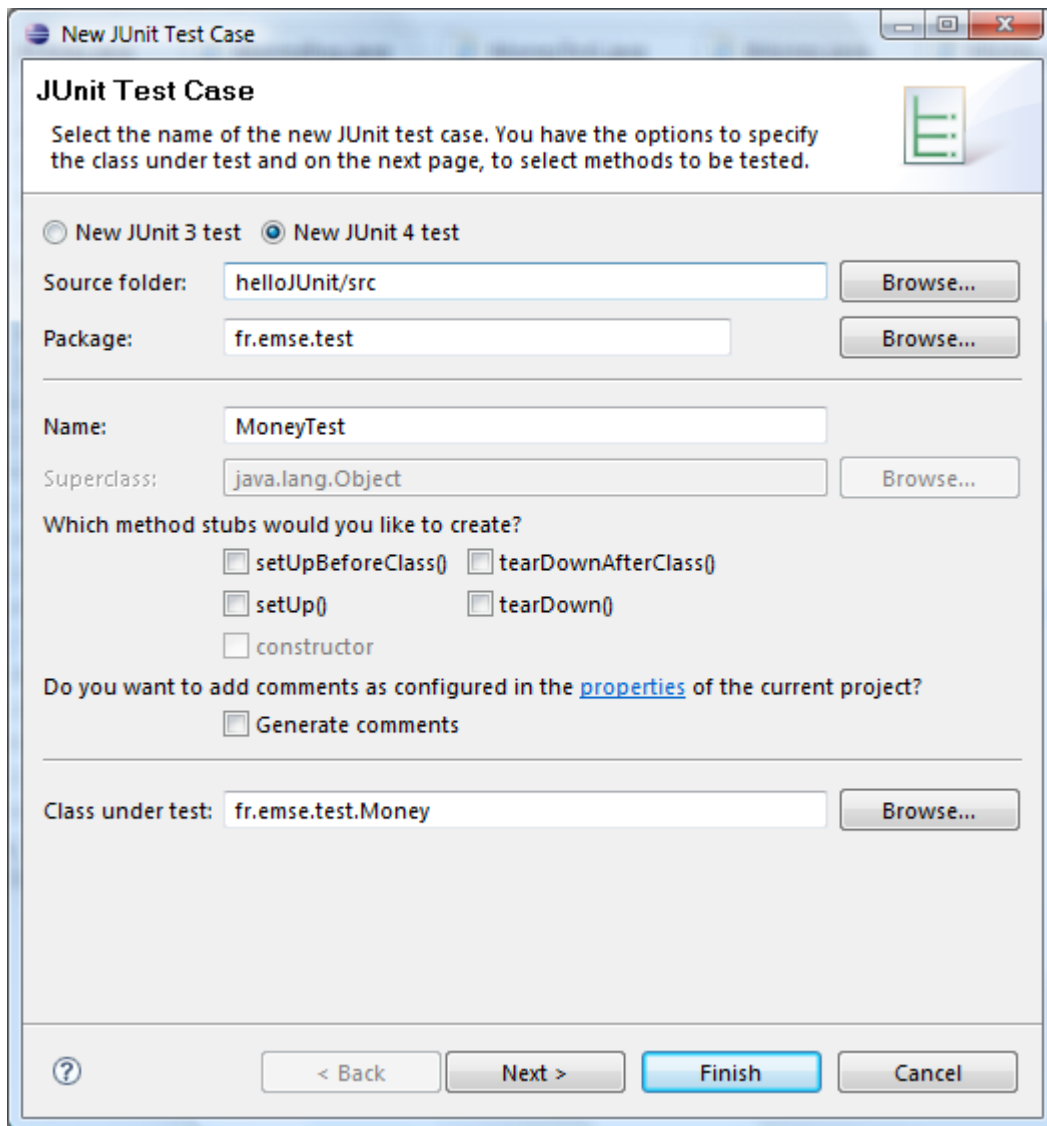 New JUnit Test Case
JUnit Test Case
Select the name of the new JUnit test case. You have the options to specify
the class under test and on the next page, to select methods to be tested.
New JUnit 3 test New JUnit 4 test
Source folder: helloJUnit/src Browse...
Package: fr.emse.test Browse...
Name: MoneyTest
Superclass: java.lang.Object Browse...
Which method stubs would you like to create?
setUpBeforeClass() tearDownAfterClass()
setUp() tearDown()
constructor
Do you want to add comments as configured in the properties of the current project?
Generate comments
Class under test: fr.emse.test.Money Browse...
? < Back Next > Finish Cancel